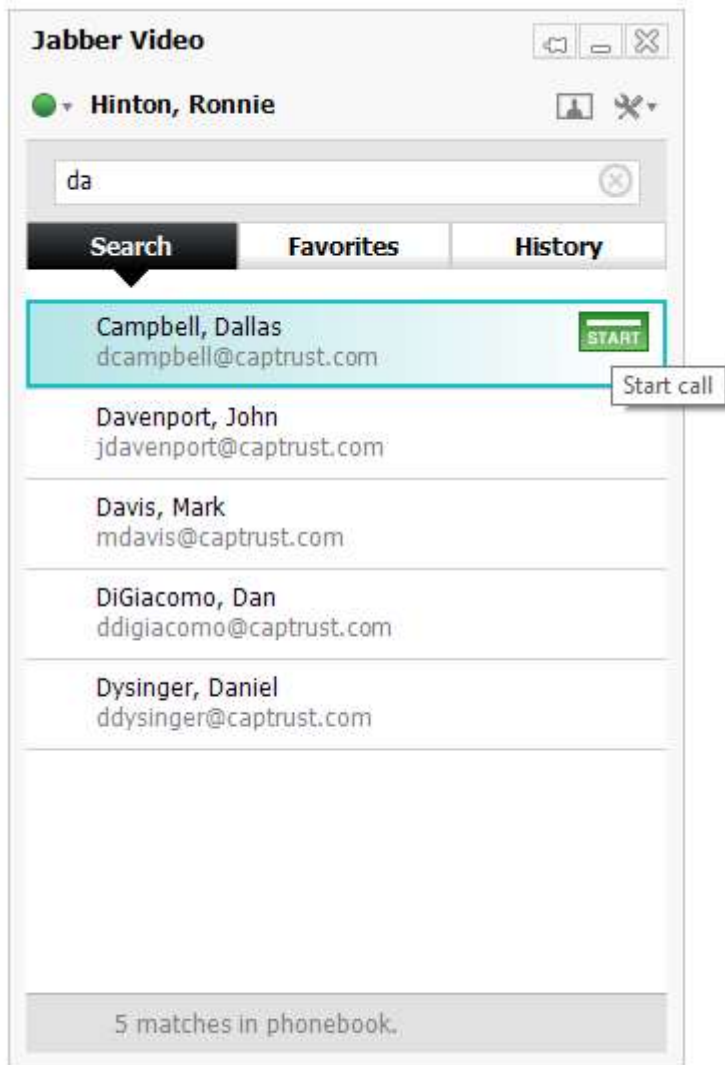 Jabber Video
Hinton, Ronnie
da
Search Favorites History
Campbell, Dallas
dcampbell@captrust.com
START
Start call
Davenport, John
jdavenport@captrust.com
Davis, Mark
mdavis@captrust.com
DiGiacomo, Dan
ddigiacomo@captrust.com
Dysinger, Daniel
ddysinger@captrust.com
5 matches in phonebook.